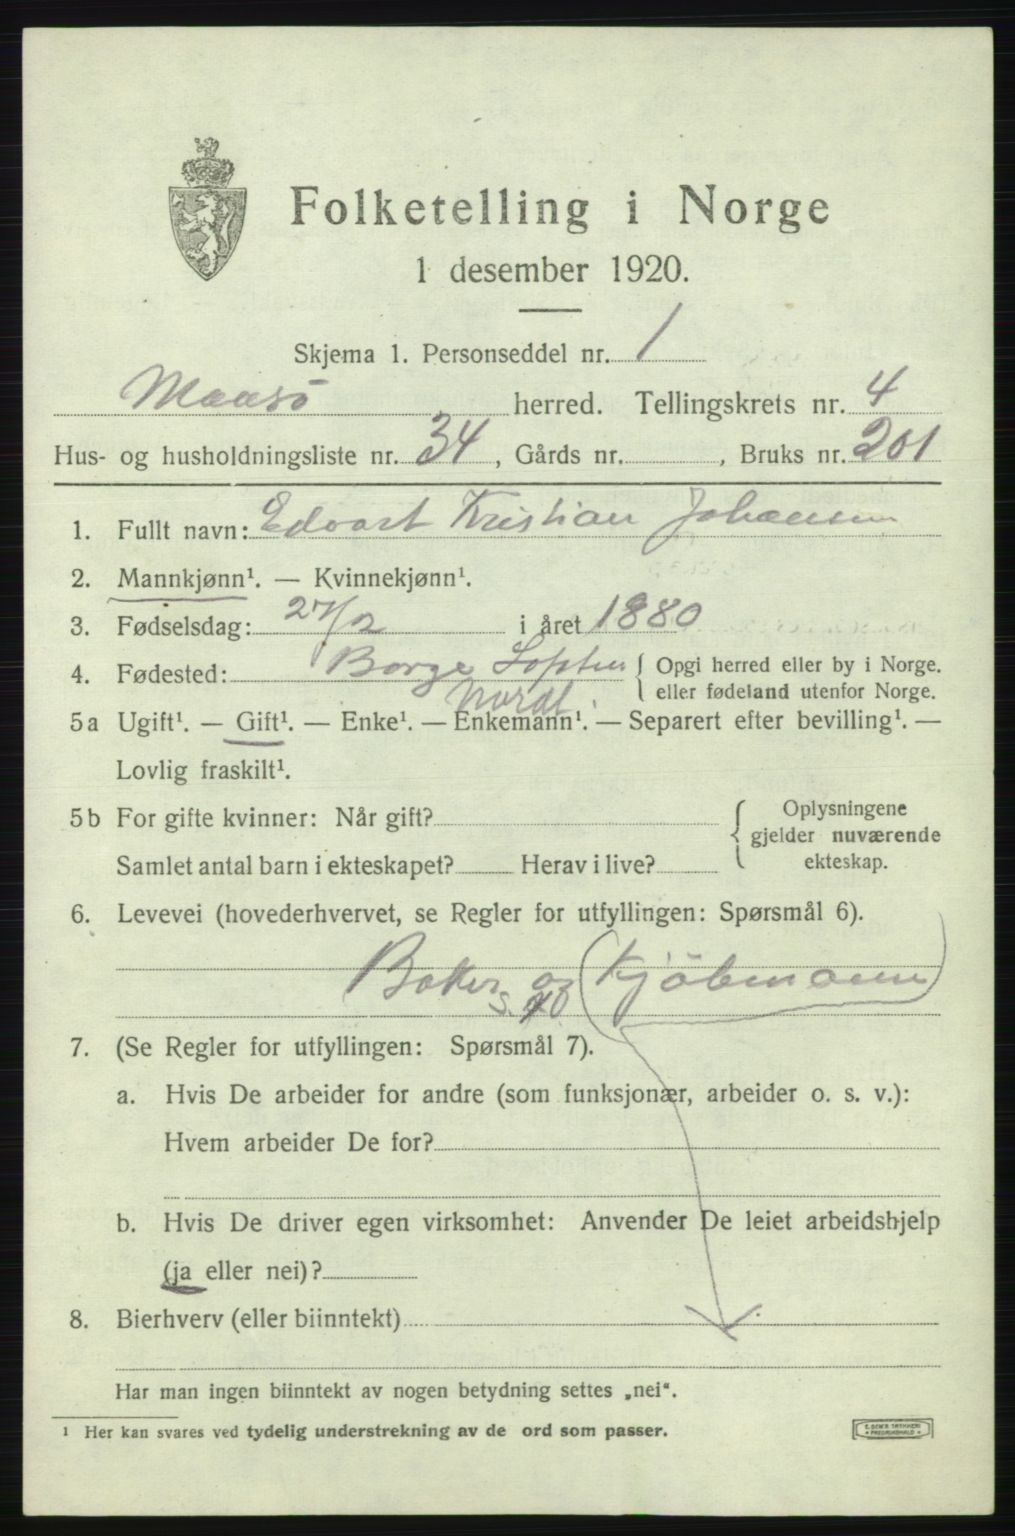 Folketelling i Norge
1 desember 1920.
Skjema 1. Personseddel nr. 1
Maasö herred. Tellingskrets nr. 4
Hus- og husholdningsliste nr. 34, Gårds nr. , Bruks nr. 201
1. Fullt navn: Edvart Kristian Johansen
2. Mannkjønn¹. — Kvinnekjønn¹.
3. Fødselsdag: 27/2 i året 1880
4. Fødested: Borge Lofoten { Opgi herred eller by i Norge.
eller fødeland utenfor Norge.
Nordl.
5a Ugift¹. — Gift¹. — Enke¹. — Enkemann¹. — Separert efter bevilling¹. —
Lovlig fraskilt¹.
5b For gifte kvinner: Når gift? { Oplysningene
gjelder nuværende
Samlet antal barn i ekteskapet? Herav i live? ekteskap.
6. Levevei (hovederhvervet, se Regler for utfyllingen: Spørsmål 6).
Baker og (Kjöbmann)
s.
7. (Se Regler for utfyllingen: Spørsmål 7).
a. Hvis De arbeider for andre (som funksjonær, arbeider o. s. v.):
Hvem arbeider De for?
b. Hvis De driver egen virksomhet: Anvender De leiet arbeidshjelp
(ja eller nei)?
8. Bierhverv (eller biinntekt)
Har man ingen biinntekt av nogen betydning settes „nei“.
¹ Her kan svares ved tydelig understrekning av de ord som passer.